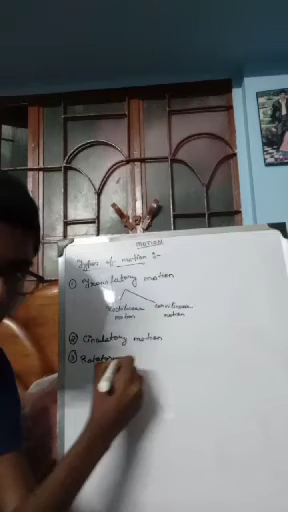 MOTION
Types of motion :-
① Translatory motion
Rectilinear motion
curvilinear motion
② Circulatory motion
③ Rotatory